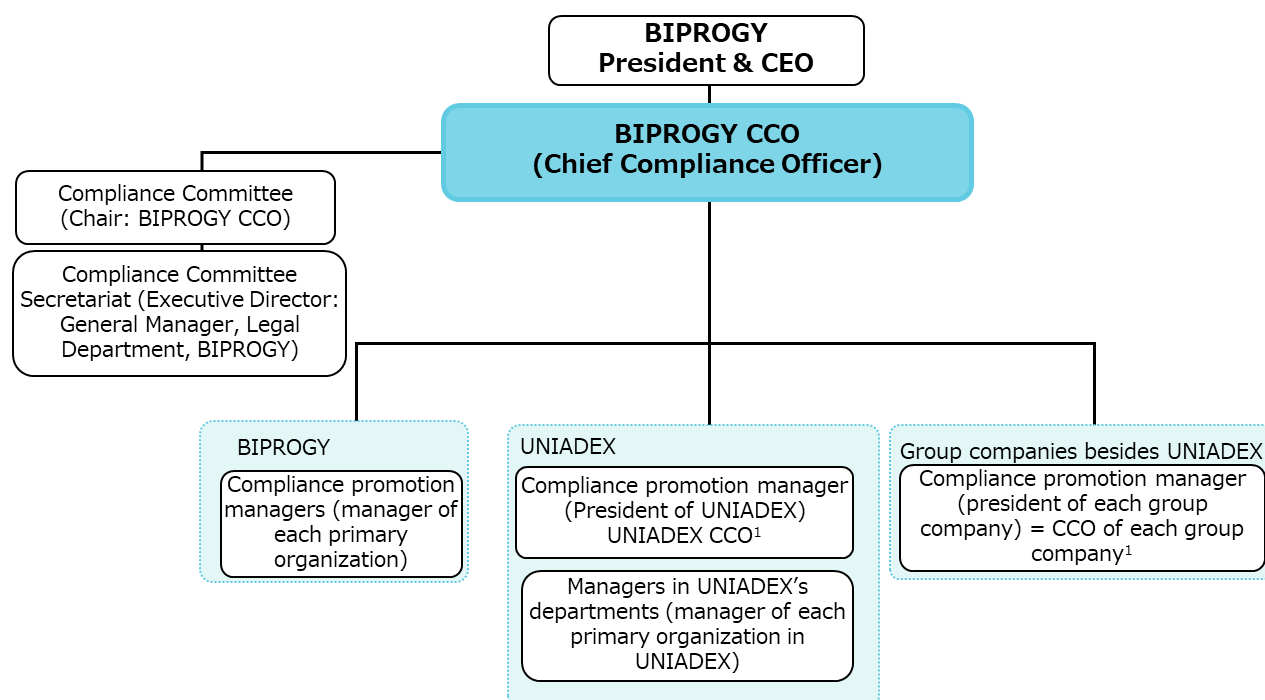 BIPROGY
President & CEO
BIPROGY CCO
(Chief Compliance Officer)
Compliance Committee
(Chair: BIPROGY CCO)
Compliance Committee
Secretariat (Executive Director:
General Manager, Legal
Department, BIPROGY)
BIPROGY
Compliance promotion
managers (manager of
each primary
organization)
UNIADEX
Compliance promotion manager
(President of UNIADEX)
UNIADEX CCO¹
Managers in UNIADEX’s
departments (manager of each
primary organization in
UNIADEX)
Group companies besides UNIADEX
Compliance promotion manager
(president of each group
company) = CCO of each group
company¹